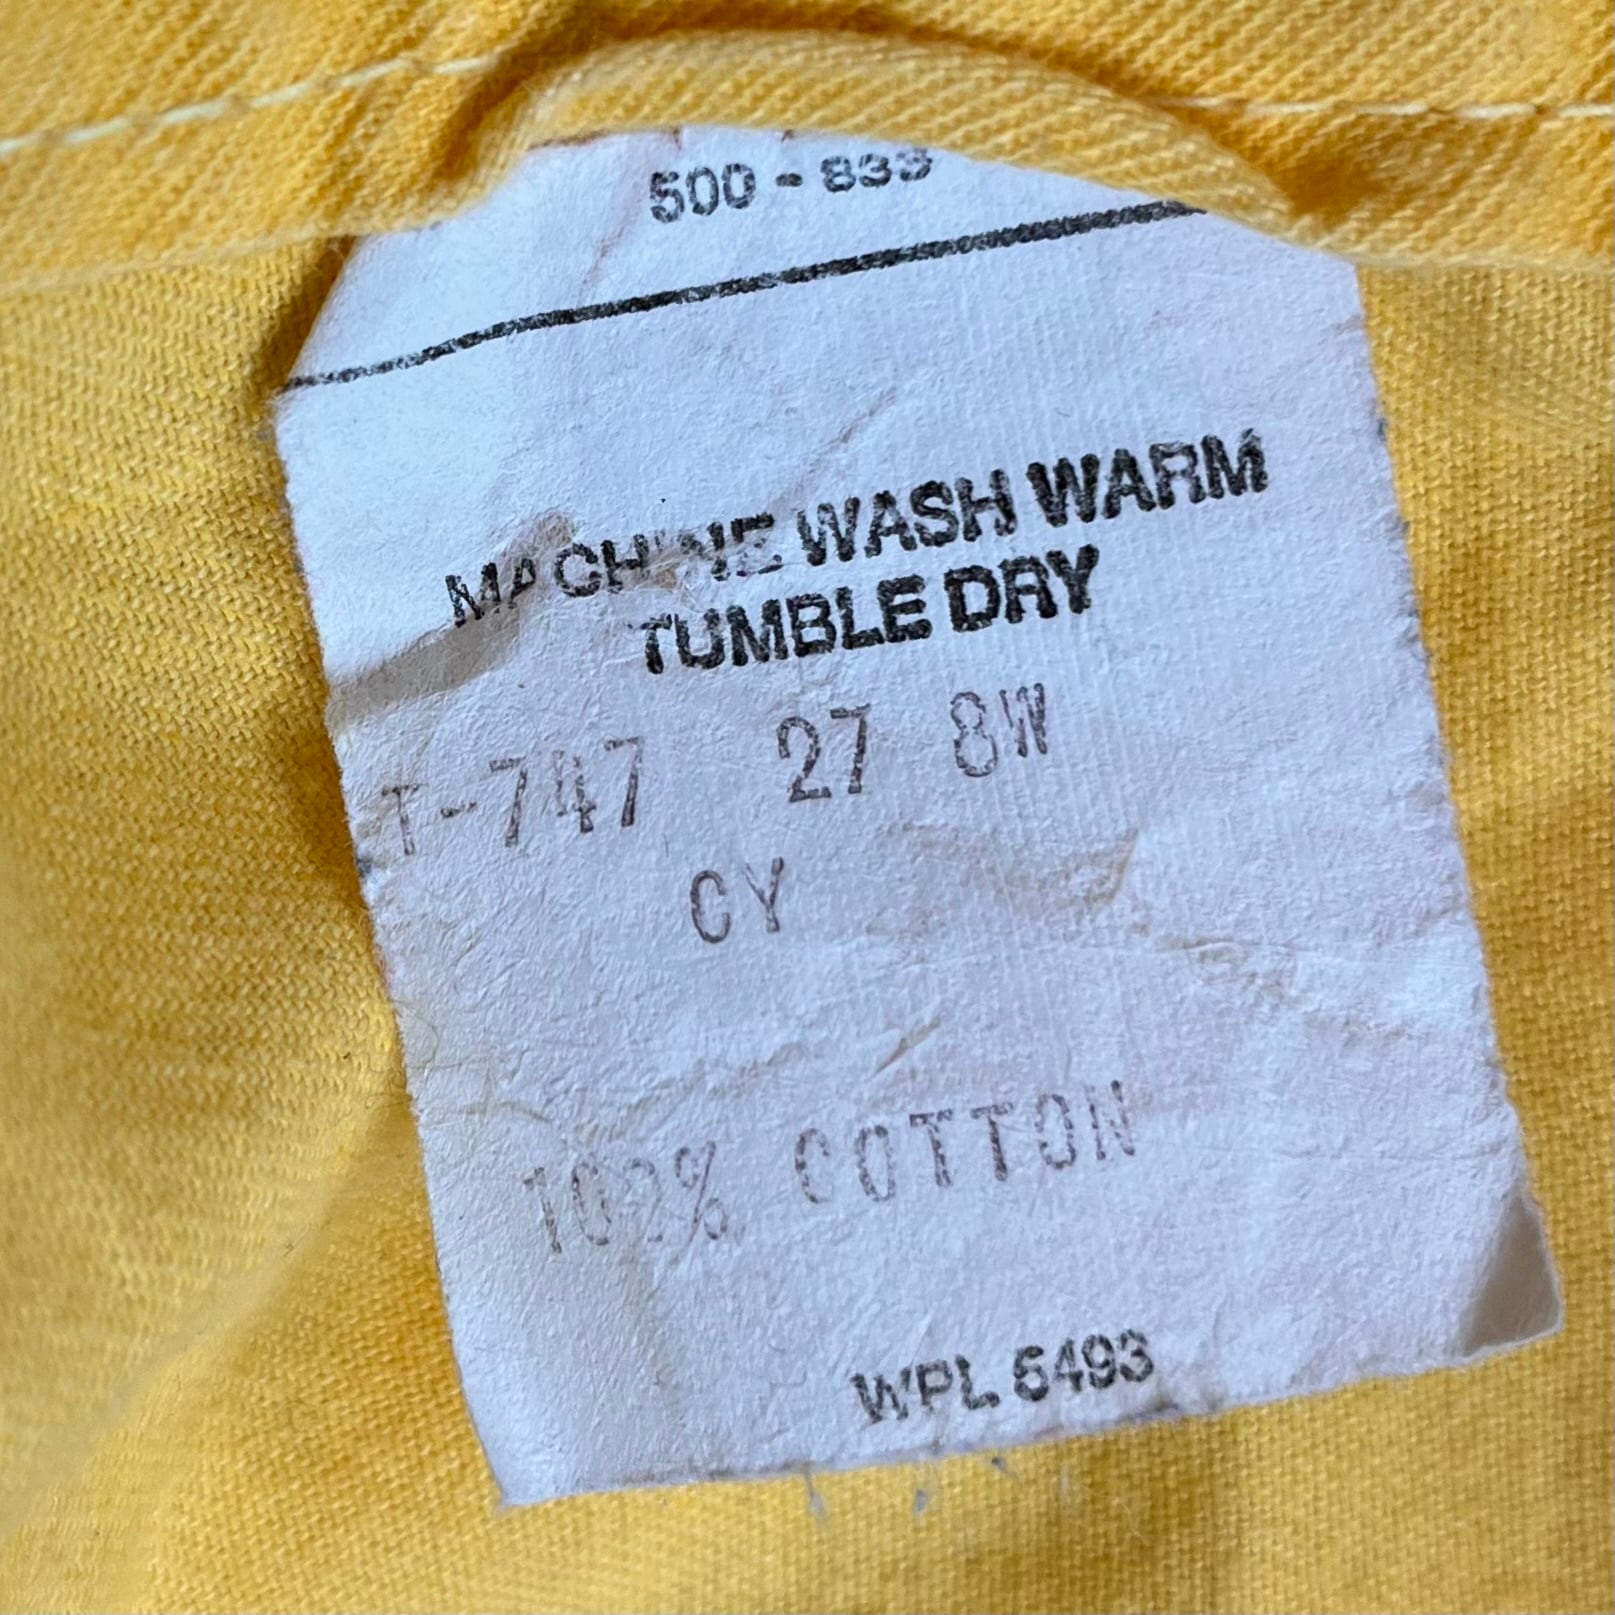 500 - 833
MACHINE WASH WARM
TUMBLE DRY
T-747 27 8W
CY
100% COTTON
WPL 5493